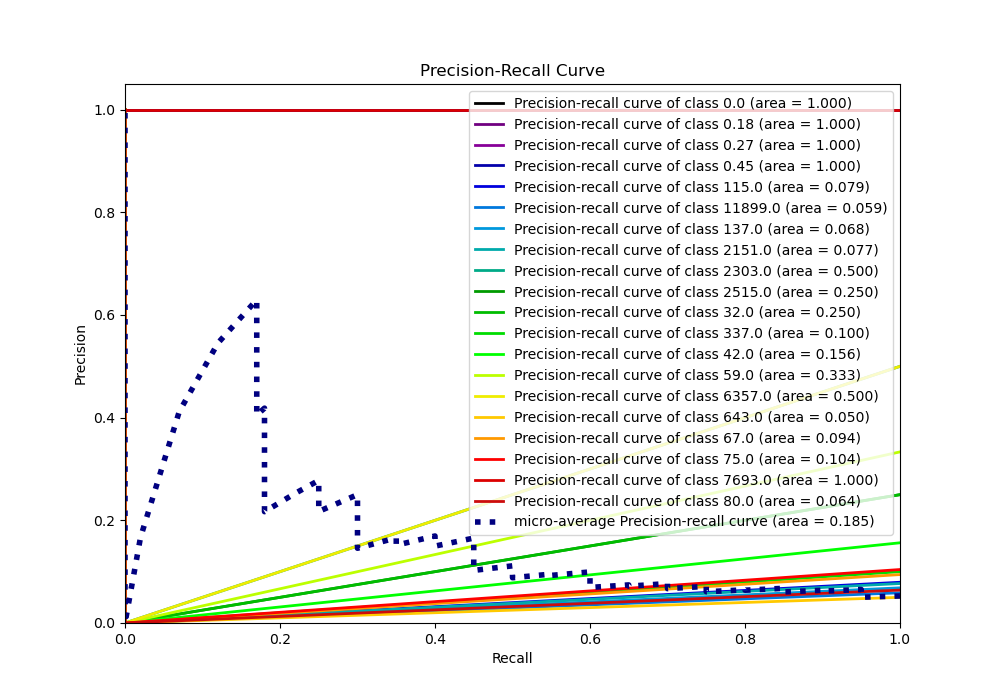 Precision-Recall Curve
1.0
0.8
0.6
0.4
0.2
0.0
Precision
Precision-recall curve of class 0.0 (area = 1.000)
Precision-recall curve of class 0.18 (area = 1.000)
Precision-recall curve of class 0.27 (area = 1.000)
Precision-recall curve of class 0.45 (area = 1.000)
Precision-recall curve of class 115.0 (area = 0.079)
Precision-recall curve of class 11899.0 (area = 0.059)
Precision-recall curve of class 137.0 (area = 0.068)
Precision-recall curve of class 2151.0 (area = 0.077)
Precision-recall curve of class 2303.0 (area = 0.500)
Precision-recall curve of class 2515.0 (area = 0.250)
Precision-recall curve of class 32.0 (area = 0.250)
Precision-recall curve of class 337.0 (area = 0.100)
Precision-recall curve of class 42.0 (area = 0.156)
Precision-recall curve of class 59.0 (area = 0.333)
Precision-recall curve of class 6357.0 (area = 0.500)
Precision-recall curve of class 643.0 (area = 0.050)
Precision-recall curve of class 67.0 (area = 0.094)
Precision-recall curve of class 75.0 (area = 0.104)
Precision-recall curve of class 7693.0 (area = 1.000)
Precision-recall curve of class 80.0 (area = 0.064)
micro-average Precision-recall curve (area = 0.185)
0.0 0.2 0.4 0.6 0.8 1.0
Recall